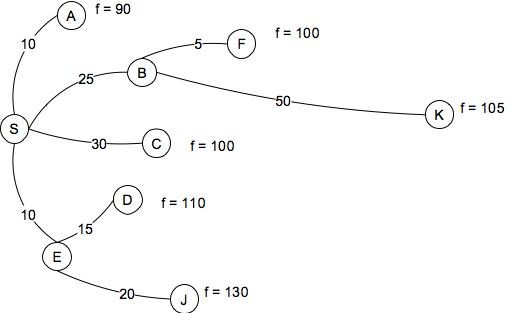 A f = 90
10
5 F f = 100
25 B
50
K f = 105
S
30 C f = 100
D f = 110
10 15
E
20 J f = 130